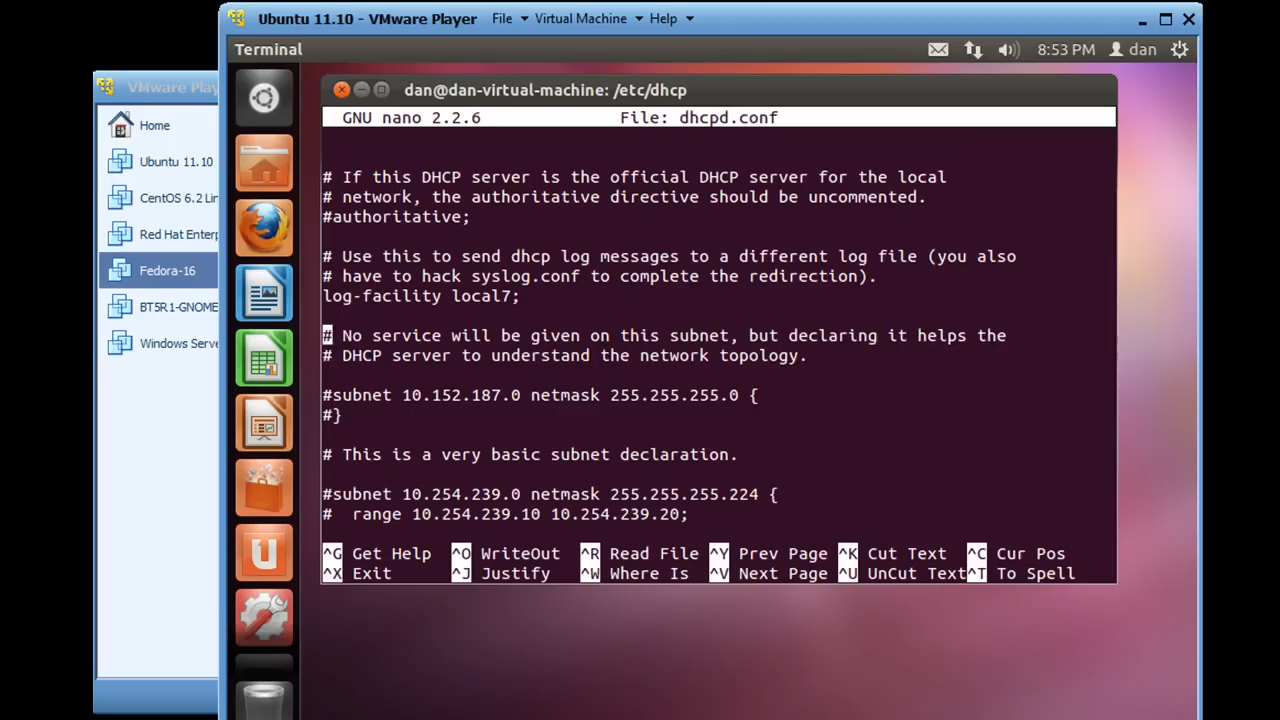 Ubuntu 11.10 - VMware Player File Virtual Machine Help
Terminal 8:53 PM dan
VMware Play
Home
Ubuntu 11.10
CentOS 6.2 Lin
Red Hat Enterp
Fedora-16
BT5R1-GNOME
Windows Serve
dan@dan-virtual-machine: /etc/dhcp
GNU nano 2.2.6 File: dhcpd.conf
# If this DHCP server is the official DHCP server for the local
# network, the authoritative directive should be uncommented.
#authoritative;
# Use this to send dhcp log messages to a different log file (you also
# have to hack syslog.conf to complete the redirection).
log-facility local7;
# No service will be given on this subnet, but declaring it helps the
# DHCP server to understand the network topology.
#subnet 10.152.187.0 netmask 255.255.255.0 {
#}
# This is a very basic subnet declaration.
#subnet 10.254.239.0 netmask 255.255.255.224 {
#  range 10.254.239.10 10.254.239.20;
^G Get Help ^O WriteOut ^R Read File ^Y Prev Page ^K Cut Text ^C Cur Pos
^X Exit ^J Justify ^W Where Is ^V Next Page ^U UnCut Text^T To Spell